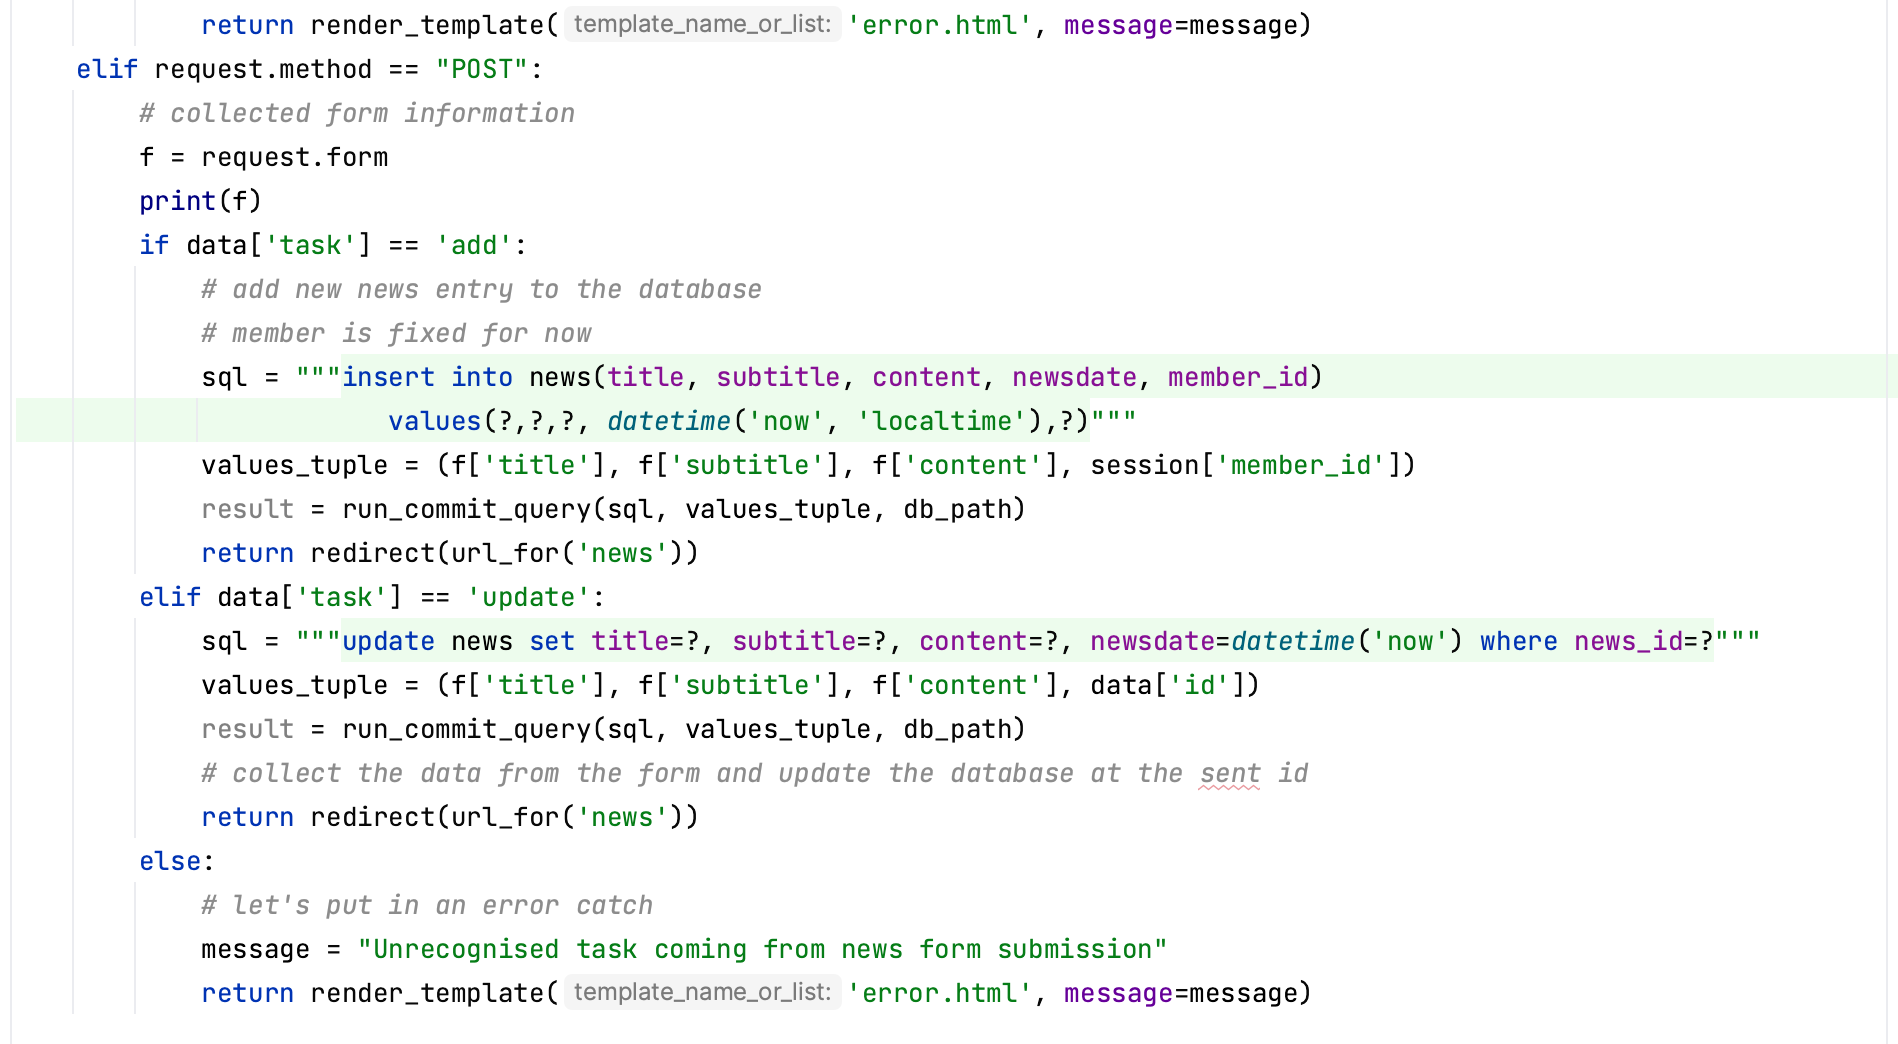 return render_template( template_name_or_list: 'error.html', message=message)
elif request.method == "POST":
    # collected form information
    f = request.form
    print(f)
    if data['task'] == 'add':
        # add new news entry to the database
        # member is fixed for now
        sql = """insert into news(title, subtitle, content, newsdate, member_id)
                    values(?,?,?, datetime('now', 'localtime'),?)"""
        values_tuple = (f['title'], f['subtitle'], f['content'], session['member_id'])
        result = run_commit_query(sql, values_tuple, db_path)
        return redirect(url_for('news'))
    elif data['task'] == 'update':
        sql = """update news set title=?, subtitle=?, content=?, newsdate=datetime('now') where news_id=?"""
        values_tuple = (f['title'], f['subtitle'], f['content'], data['id'])
        result = run_commit_query(sql, values_tuple, db_path)
        # collect the data from the form and update the database at the sent id
        return redirect(url_for('news'))
    else:
        # let's put in an error catch
        message = "Unrecognised task coming from news form submission"
        return render_template( template_name_or_list: 'error.html', message=message)